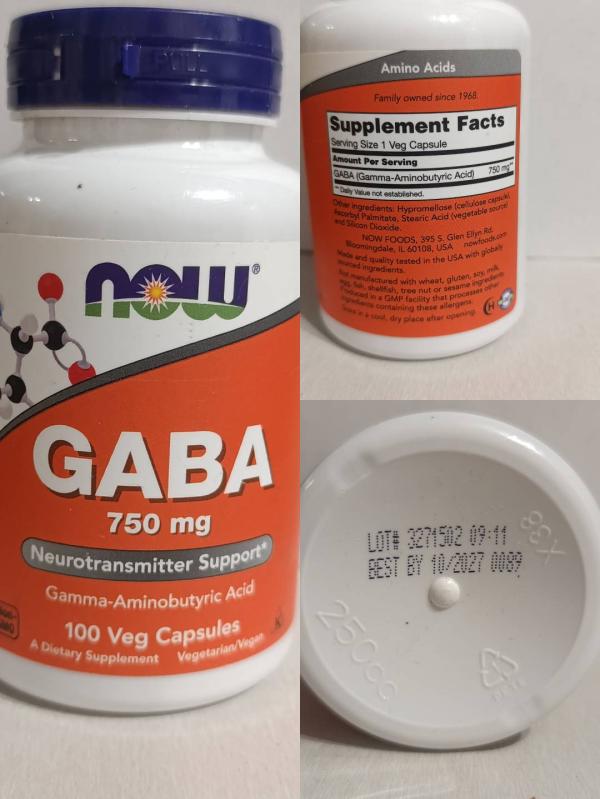 NOW®
GABA
750 mg
Neurotransmitter Support*
Gamma-Aminobutyric Acid
100 Veg Capsules
A Dietary Supplement Vegetarian/Vegan
Amino Acids
Family owned since 1968.
Supplement Facts
Serving Size 1 Veg Capsule
Amount Per Serving
GABA (Gamma-Aminobutyric Acid) 750 mg**
** Daily Value not established.
Other ingredients: Hypromellose (cellulose capsule),
Ascorbyl Palmitate, Stearic Acid (vegetable source)
and Silicon Dioxide.
NOW FOODS, 395 S. Glen Ellyn Rd.
Bloomingdale, IL 60108, USA nowfoods.com
Made and quality tested in the USA with globally
sourced ingredients.
Not manufactured with wheat, gluten, soy, milk,
egg, fish, shellfish, tree nut or sesame ingredients.
Produced in a GMP facility that processes other
ingredients containing these allergens.
Store in a cool, dry place after opening.
LOT# 3271502 09:11
BEST BY 10/2027 0089
X38
250cc